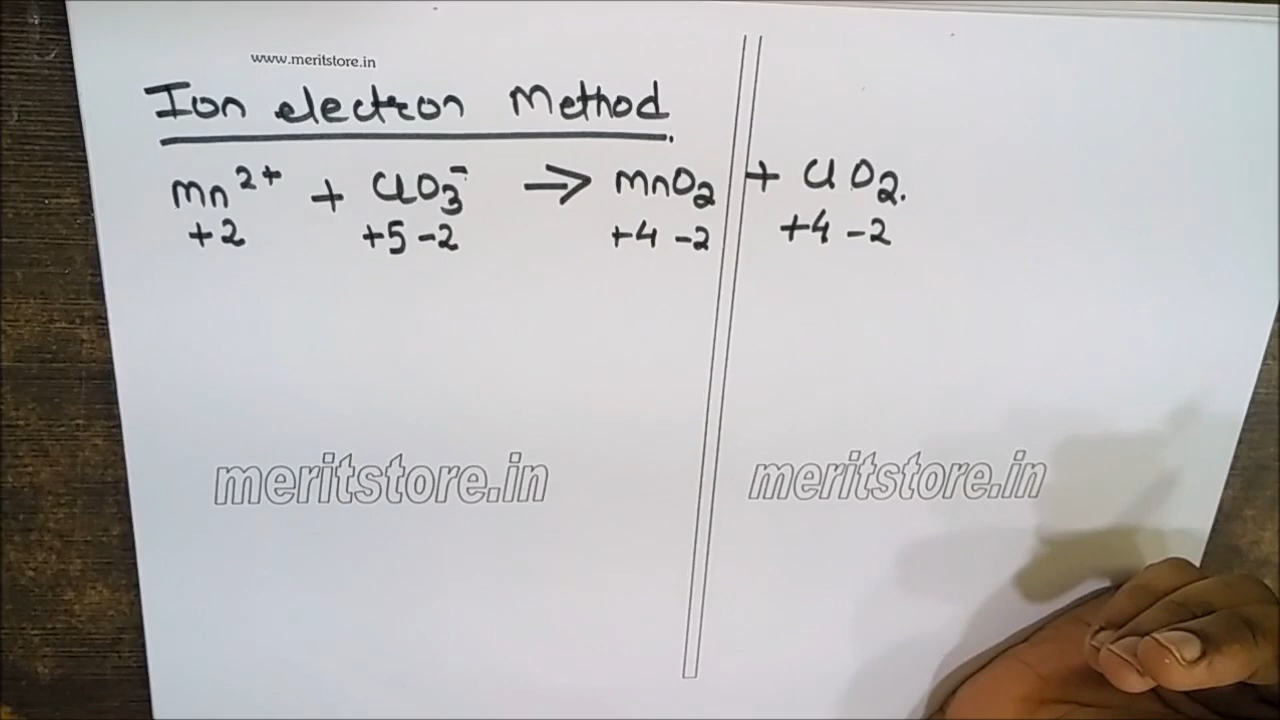 www.meritstore.in
Ion electron Method.
Mn²⁺ + ClO₃⁻ → MnO₂ + ClO₂.
+2 +5 -2 +4 -2 +4 -2
meritstore.in meritstore.in